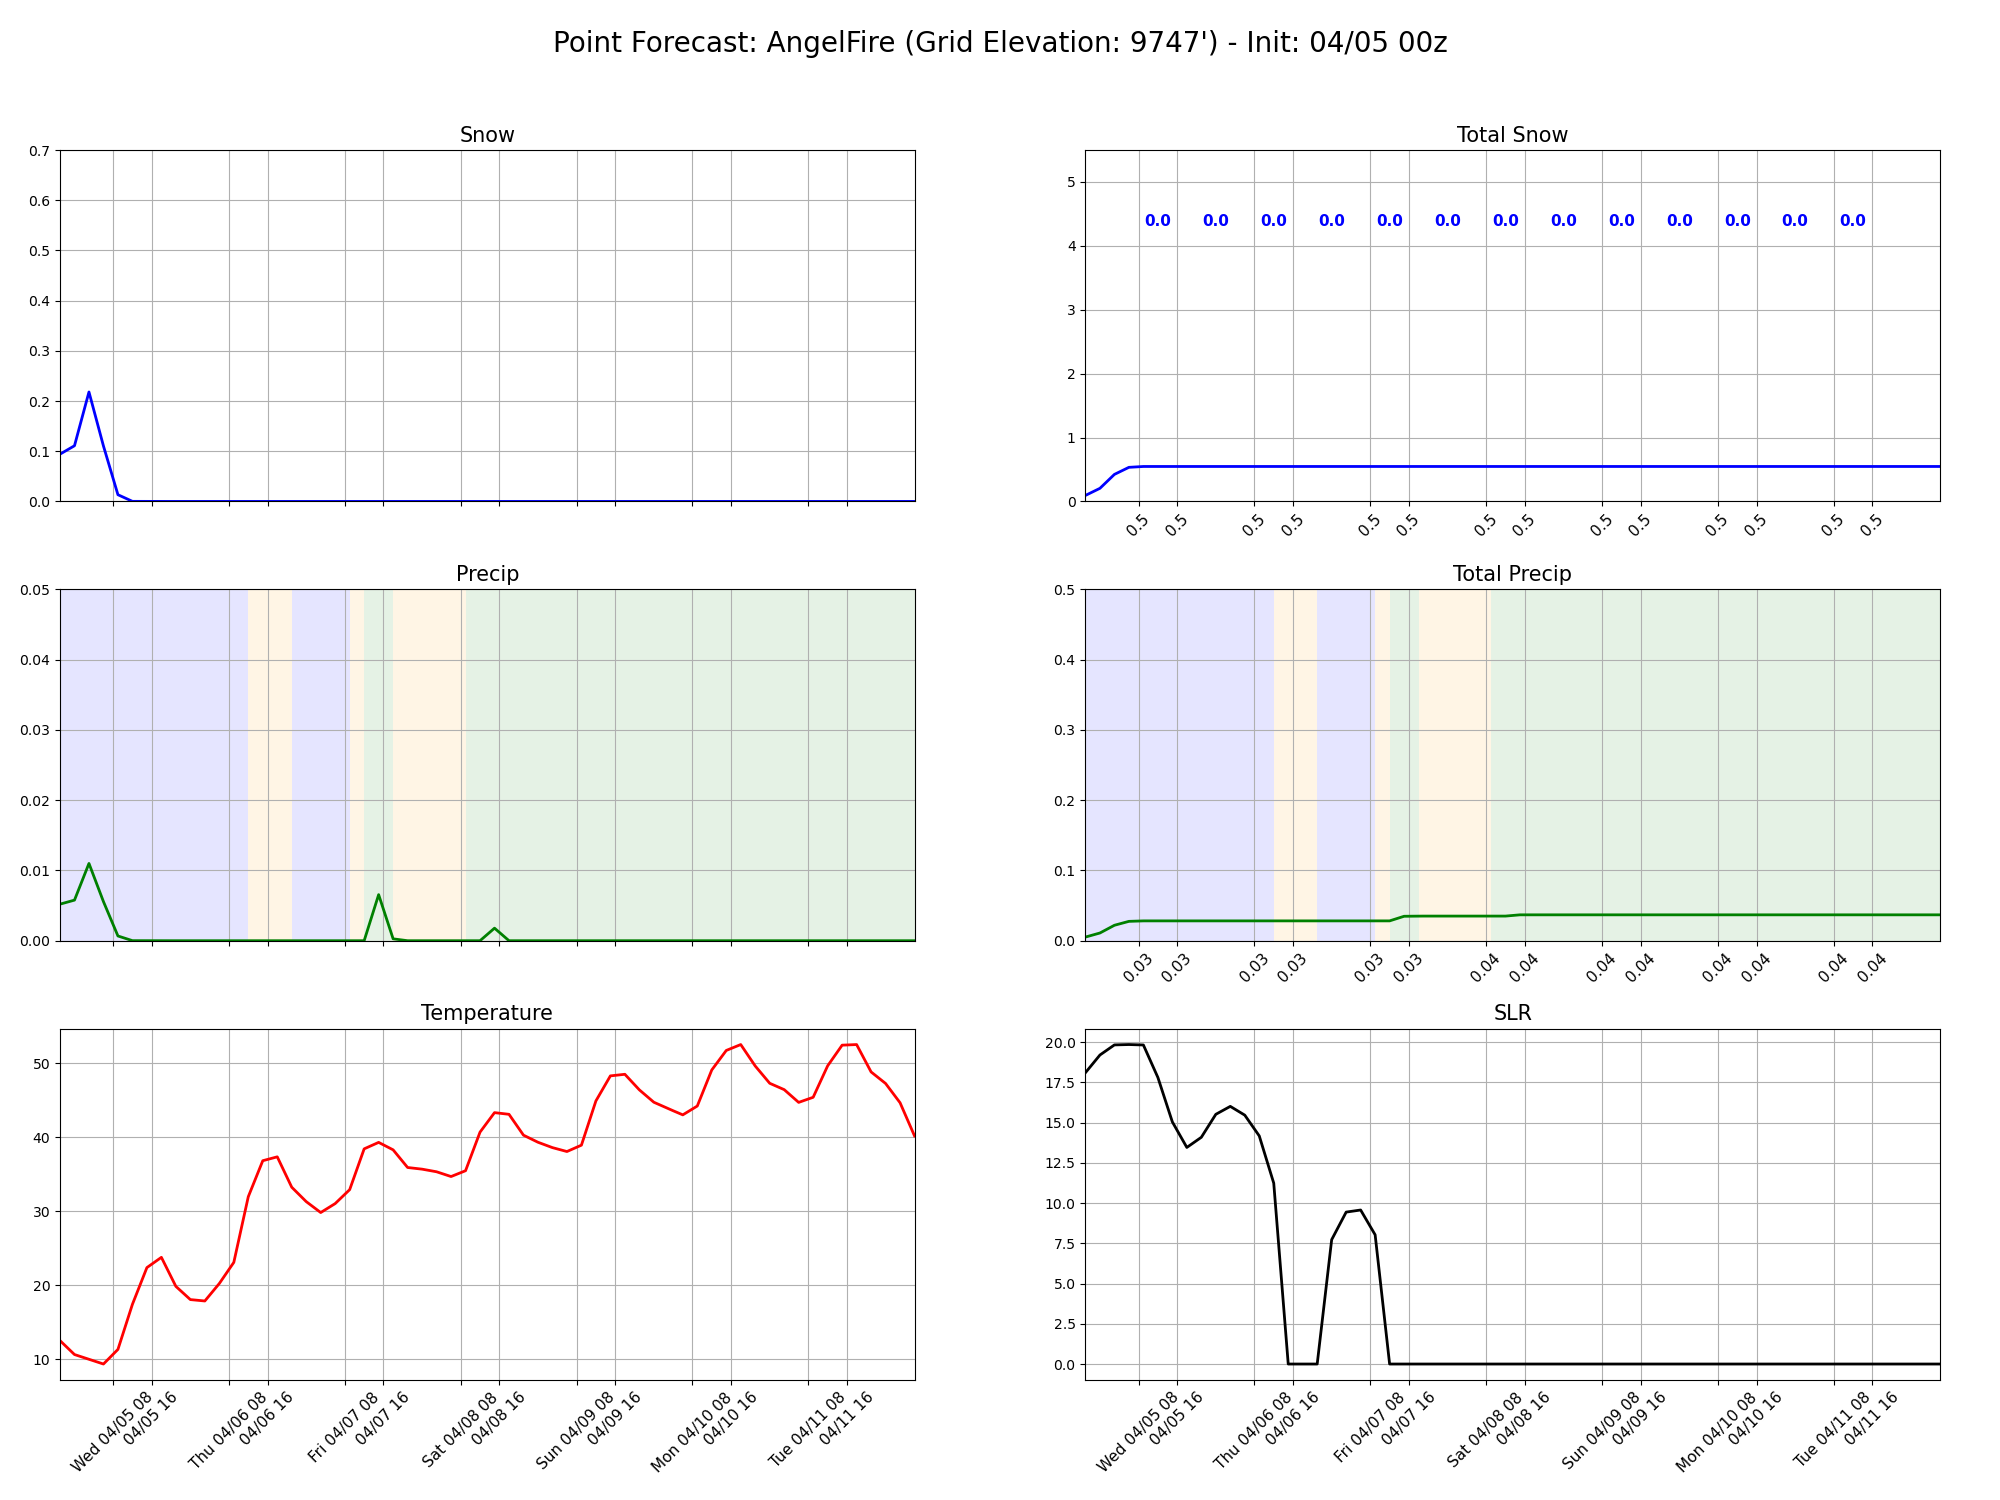 Point Forecast: AngelFire (Grid Elevation: 9747') - Init: 04/05 00z
Snow
0.7
0.6
0.5
0.4
0.3
0.2
0.1
0.0
Total Snow
5
4
3
2
1
0
0.0 0.0 0.0 0.0 0.0 0.0 0.0 0.0 0.0 0.0 0.0 0.0 0.0
0.5 0.5 0.5 0.5 0.5 0.5 0.5 0.5 0.5 0.5 0.5 0.5 0.5 0.5
Precip
0.05
0.04
0.03
0.02
0.01
0.00
Total Precip
0.5
0.4
0.3
0.2
0.1
0.0
0.03 0.03 0.03 0.03 0.03 0.03 0.04 0.04 0.04 0.04 0.04 0.04 0.04 0.04
Temperature
50
40
30
20
10
Wed 04/05 08
04/05 16
Thu 04/06 08
04/06 16
Fri 04/07 08
04/07 16
Sat 04/08 08
04/08 16
Sun 04/09 08
04/09 16
Mon 04/10 08
04/10 16
Tue 04/11 08
04/11 16
SLR
20.0
17.5
15.0
12.5
10.0
7.5
5.0
2.5
0.0
Wed 04/05 08
04/05 16
Thu 04/06 08
04/06 16
Fri 04/07 08
04/07 16
Sat 04/08 08
04/08 16
Sun 04/09 08
04/09 16
Mon 04/10 08
04/10 16
Tue 04/11 08
04/11 16